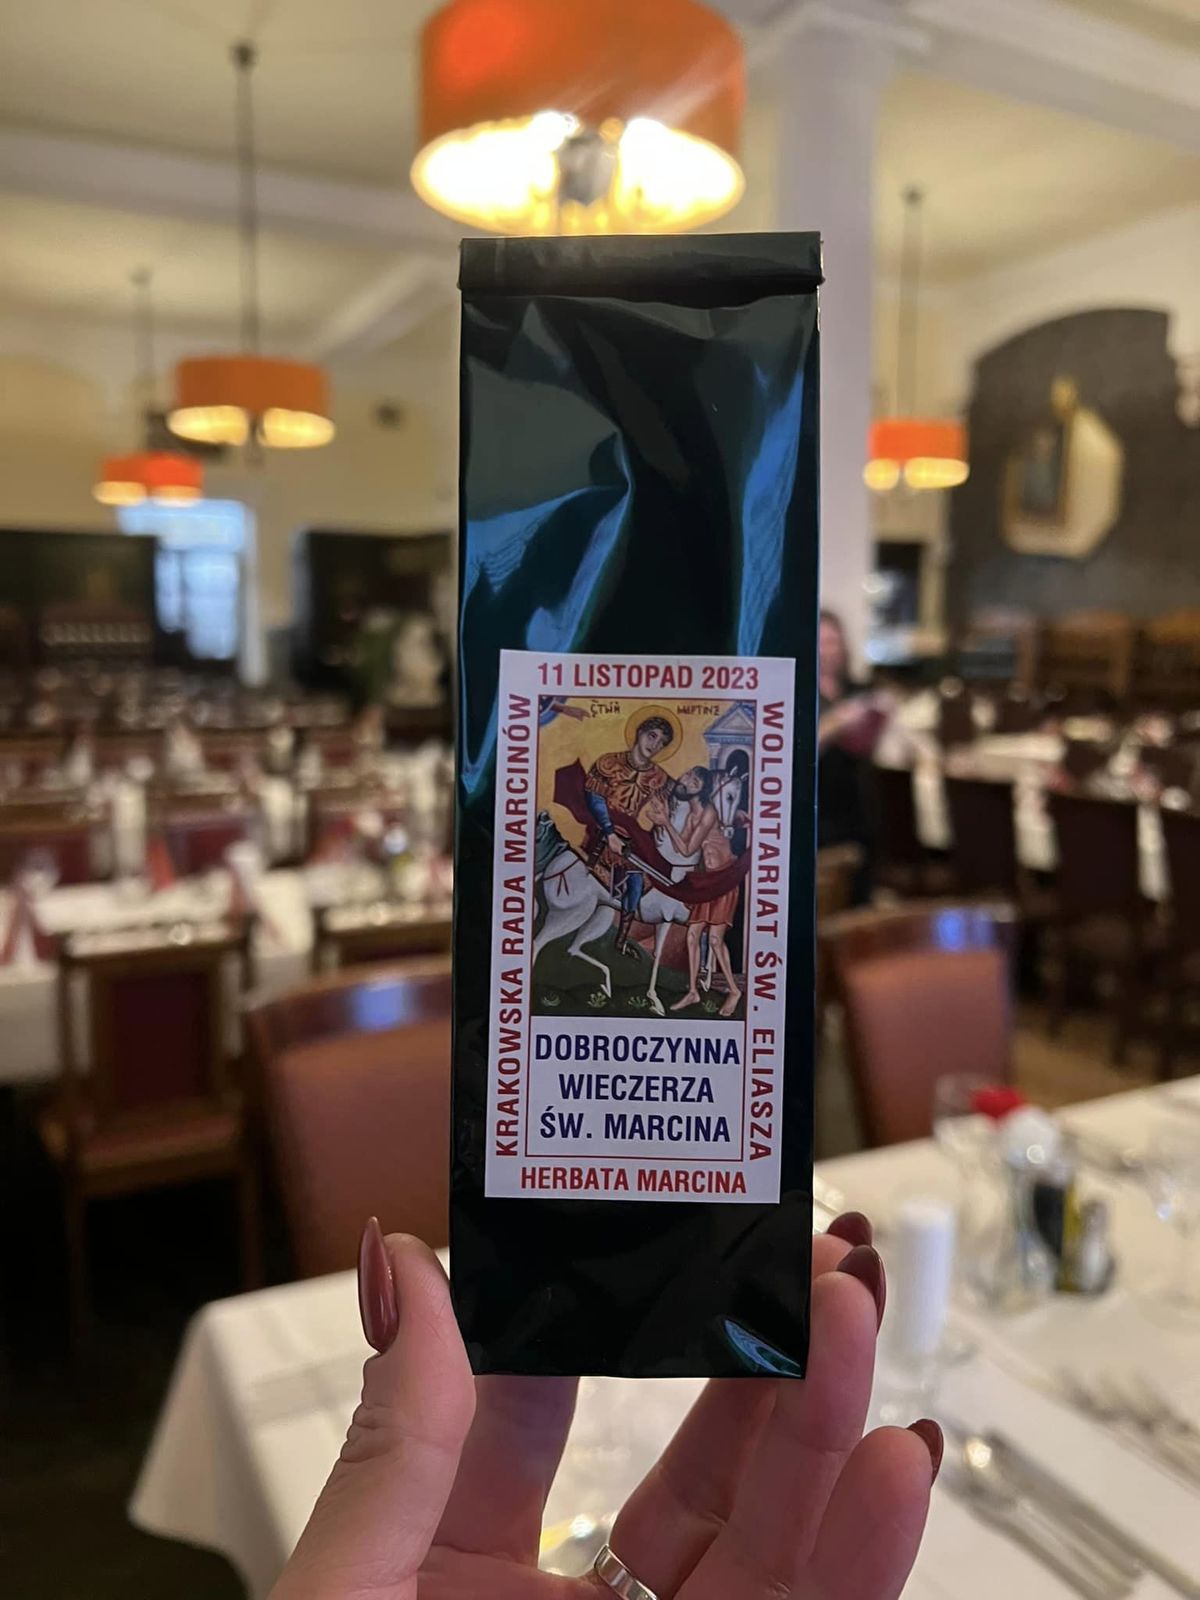 11 LISTOPAD 2023
KRAKOWSKA RADA MARCINÓW
WOLONTARIAT ŚW. ELIASZA
DOBROCZYNNA
WIECZERZA
ŚW. MARCINA
HERBATA MARCINA